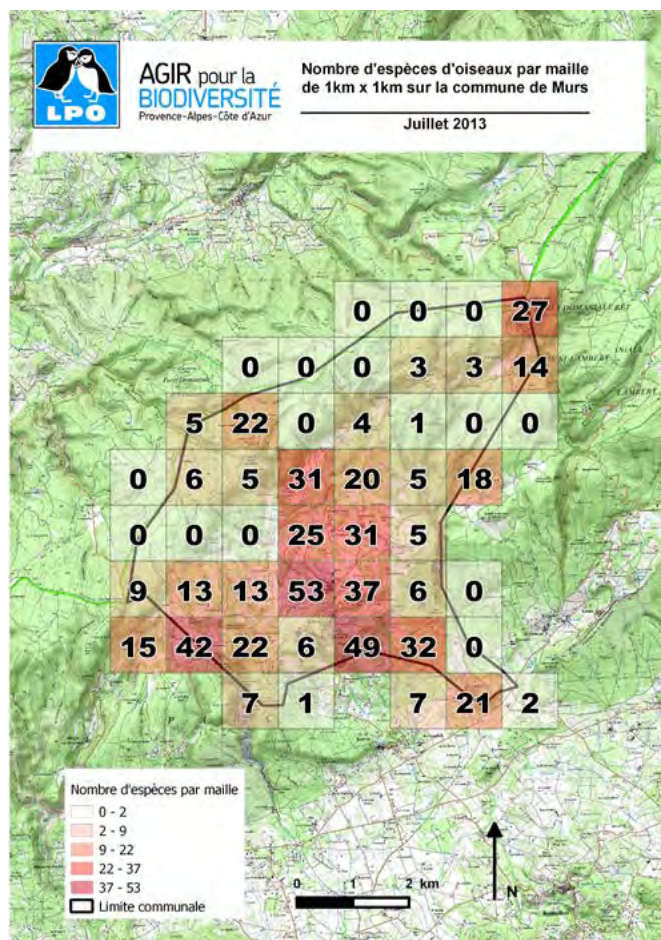 LPO
AGIR pour la
BIODIVERSITÉ
Provence-Alpes-Côte d'Azur
Nombre d'espèces d'oiseaux par maille
de 1km x 1km sur la commune de Murs
Juillet 2013
0 0 0 27
0 0 0 3 3 14
5 22 0 4 1 0 0
0 6 5 31 20 5 18
0 0 0 25 31 5
9 13 13 53 37 6 0
15 42 22 6 49 32 0
7 1 7 21 2
Nombre d'espèces par maille
0 - 2
2 - 9
9 - 22
22 - 37
37 - 53
Limite communale
0 1 2 km
N